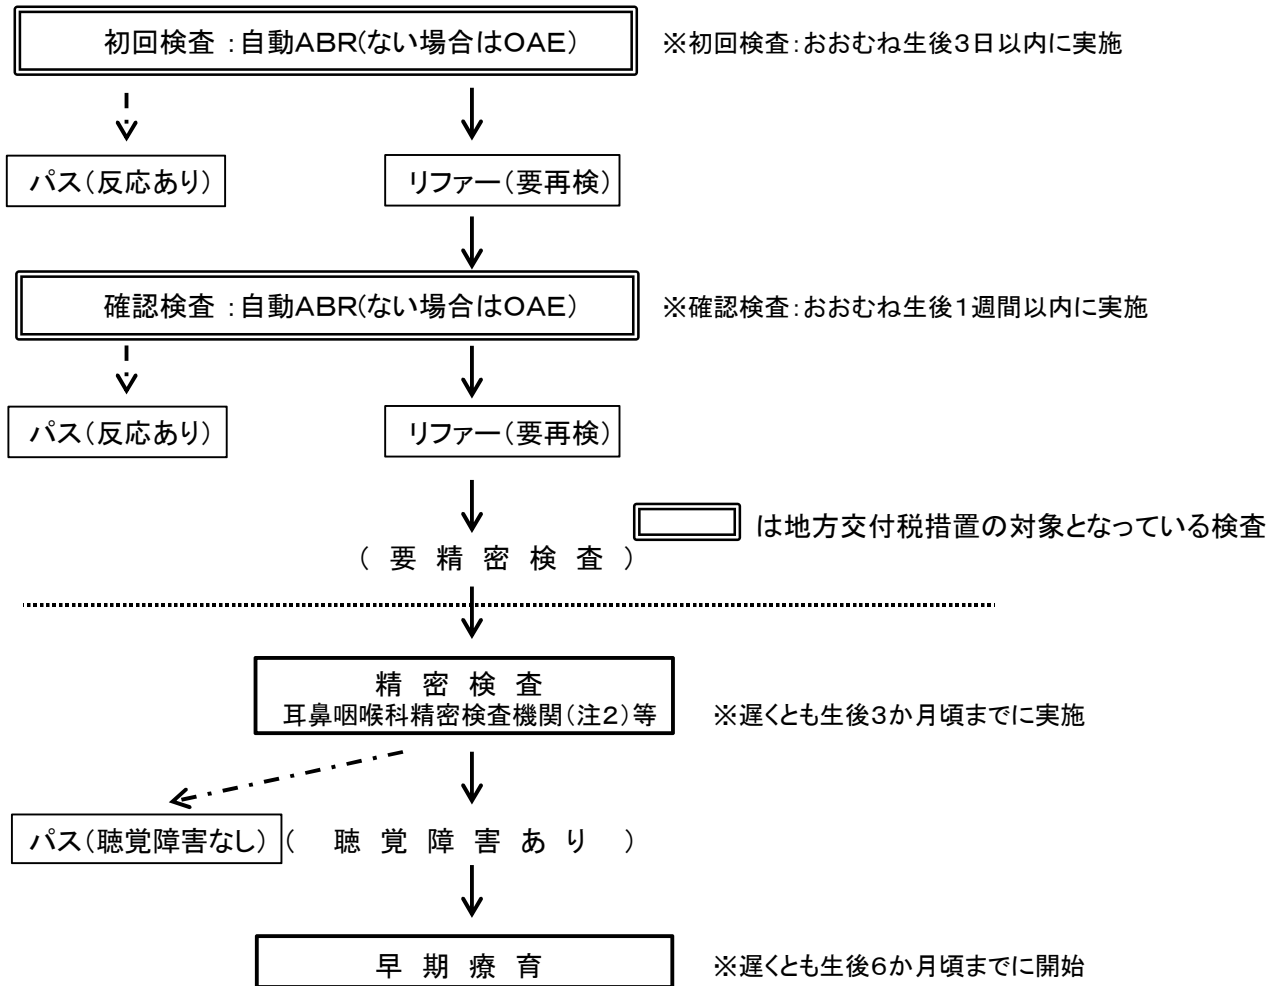 初回検査：自動ABR(ない場合はOAE) ※初回検査：おおむね生後3日以内に実施
パス（反応あり） リファー（要再検）
確認検査：自動ABR(ない場合はOAE) ※確認検査：おおむね生後1週間以内に実施
パス（反応あり） リファー（要再検）
は地方交付税措置の対象となっている検査
（ 要 精 密 検 査 ）
精 密 検 査
耳鼻咽喉科精密検査機関（注2）等 ※遅くとも生後3か月頃までに実施
パス（聴覚障害なし） （ 聴 覚 障 害 あ り ）
早 期 療 育 ※遅くとも生後6か月頃までに開始